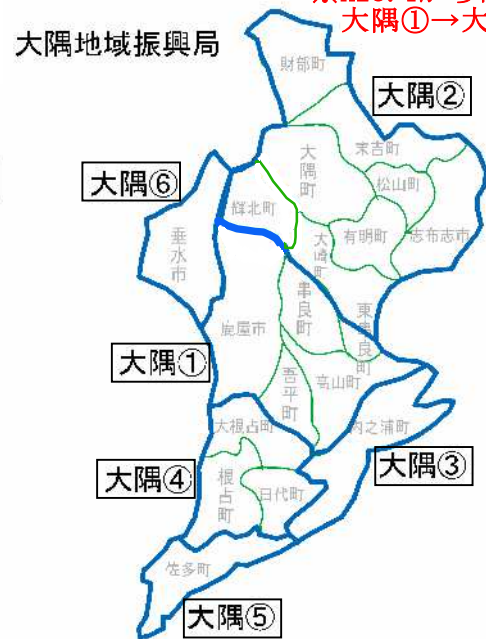 大隅①→大
大隅地域振興局
財部町
大隅②
末吉町
大隅町
松山町
大隅⑥
輝北町
有明町
志布志市
大崎町
垂水市
串良町
東串良町
鹿屋市
大隅①
吾平町
高山町
大根占町
内之浦町
大隅③
大隅④
根占町
田代町
佐多町
大隅⑤